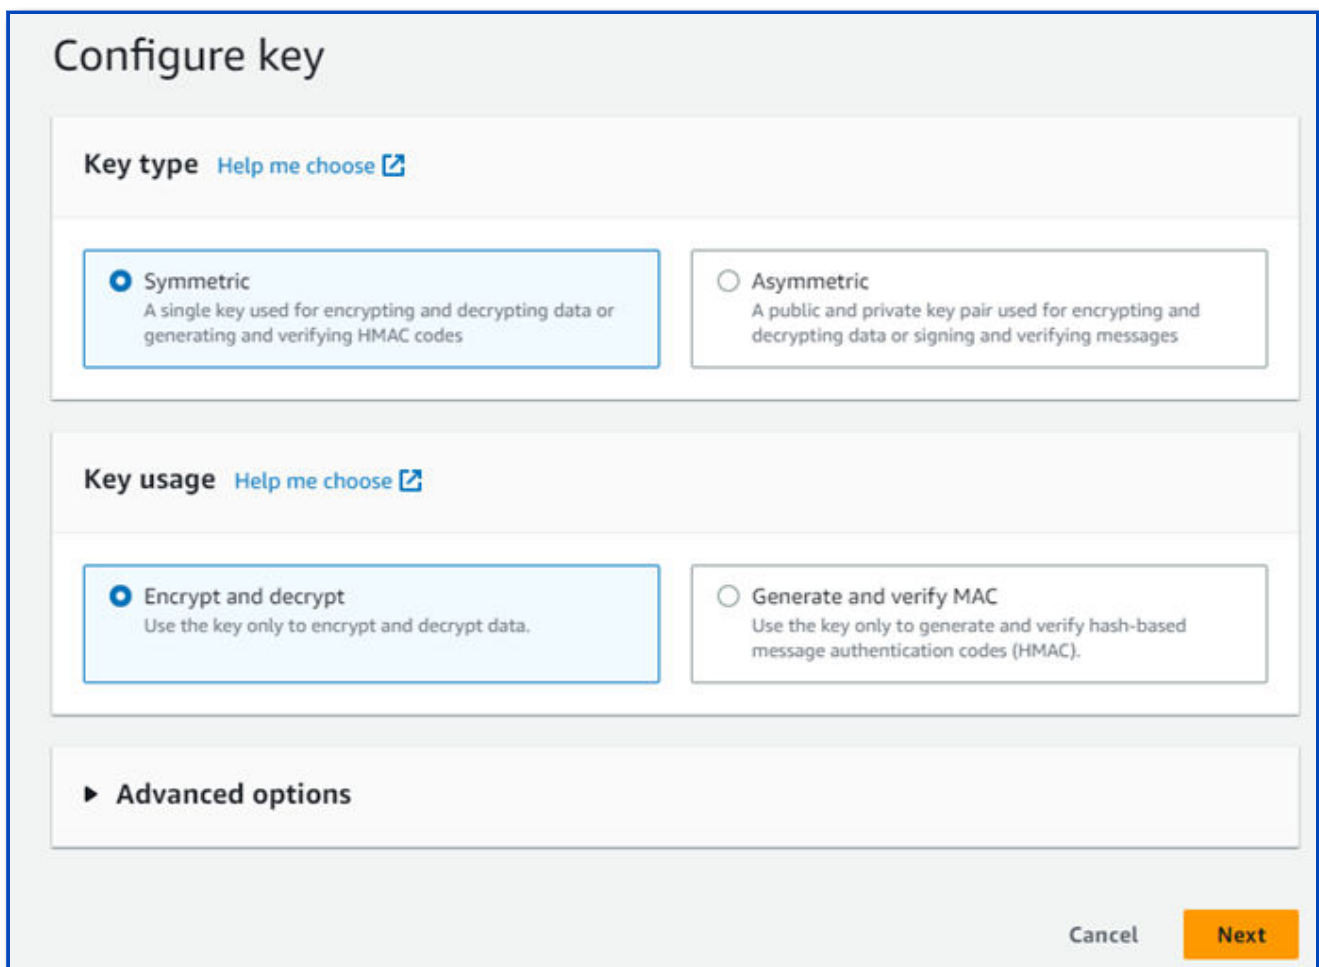 Configure key
Key type Help me choose
Symmetric
A single key used for encrypting and decrypting data or
generating and verifying HMAC codes
Asymmetric
A public and private key pair used for encrypting and
decrypting data or signing and verifying messages
Key usage Help me choose
Encrypt and decrypt
Use the key only to encrypt and decrypt data.
Generate and verify MAC
Use the key only to generate and verify hash-based
message authentication codes (HMAC).
Advanced options
Cancel Next